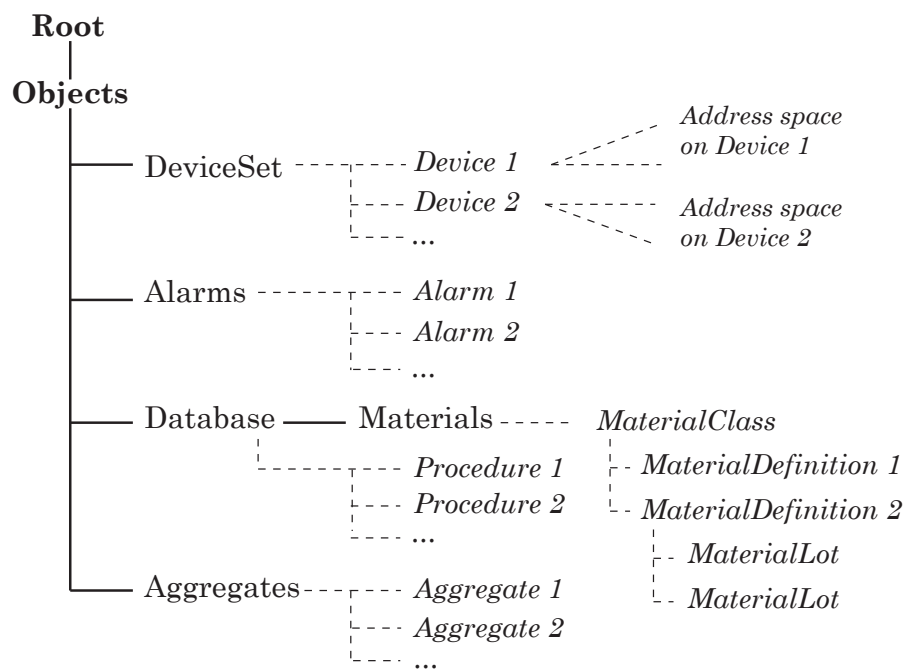 Root
Objects
DeviceSet
Device 1
Address space
on Device 1
Device 2
Address space
on Device 2
...
Alarms
Alarm 1
Alarm 2
...
Database
Materials
MaterialClass
Procedure 1
MaterialDefinition 1
Procedure 2
MaterialDefinition 2
...
MaterialLot
MaterialLot
Aggregates
Aggregate 1
Aggregate 2
...